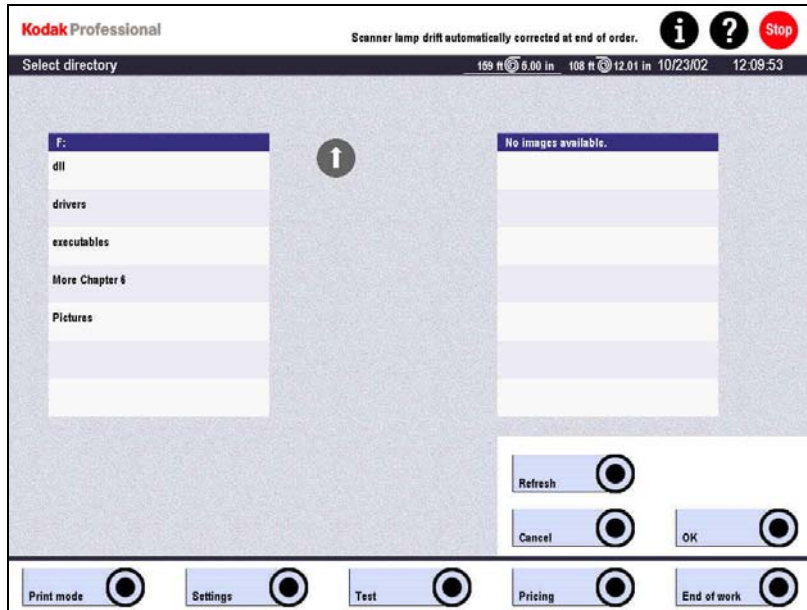 Kodak Professional
Scanner lamp drift automatically corrected at end of order.
i
?
Stop
Select directory
159 ft 5.00 in 108 ft 12.01 in 10/23/02 12:09:53
F:
No images available.
dll
drivers
executables
More Chapter 6
Pictures
Refresh
Cancel
OK
Print mode
Settings
Test
Pricing
End of work